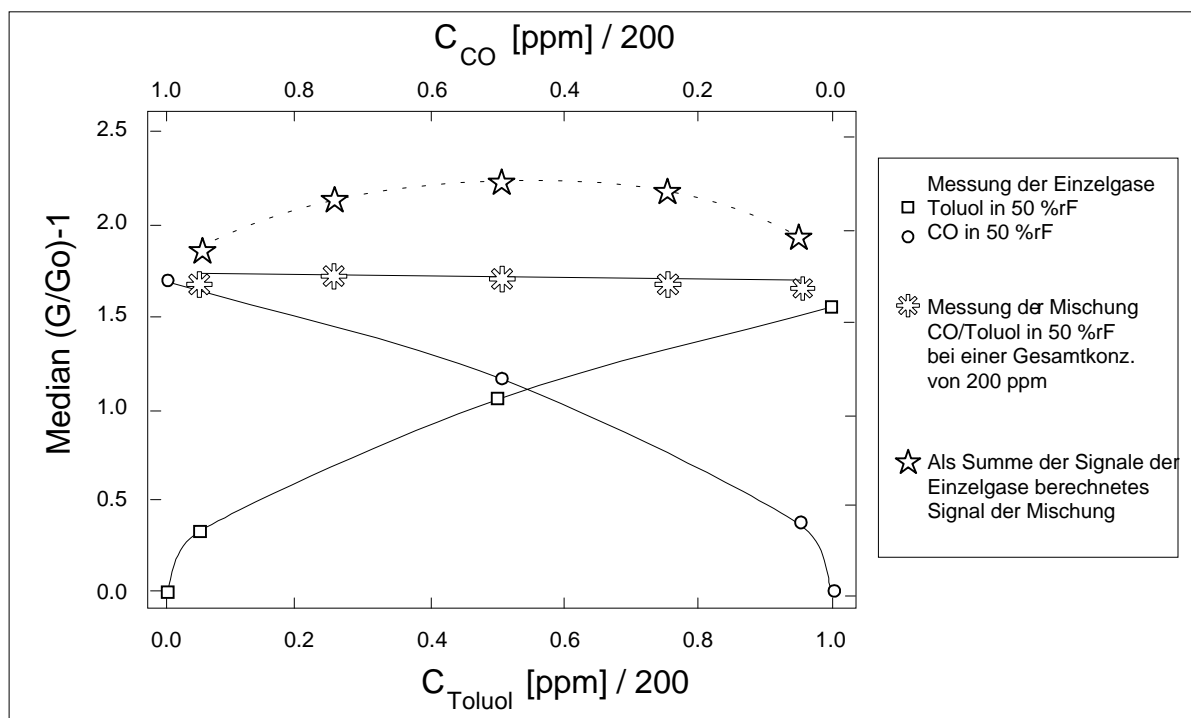 C_CO [ppm] / 200
1.0 0.8 0.6 0.4 0.2 0.0
Median (G/Go)-1
2.5
2.0
1.5
1.0
0.5
0.0
0.0 0.2 0.4 0.6 0.8 1.0
C_Toluol [ppm] / 200
Messung der Einzelgase
Toluol in 50 %rF
CO in 50 %rF
Messung der Mischung
CO/Toluol in 50 %rF
bei einer Gesamtkonz.
von 200 ppm
Als Summe der Signale der
Einzelgase berechnetes
Signal der Mischung